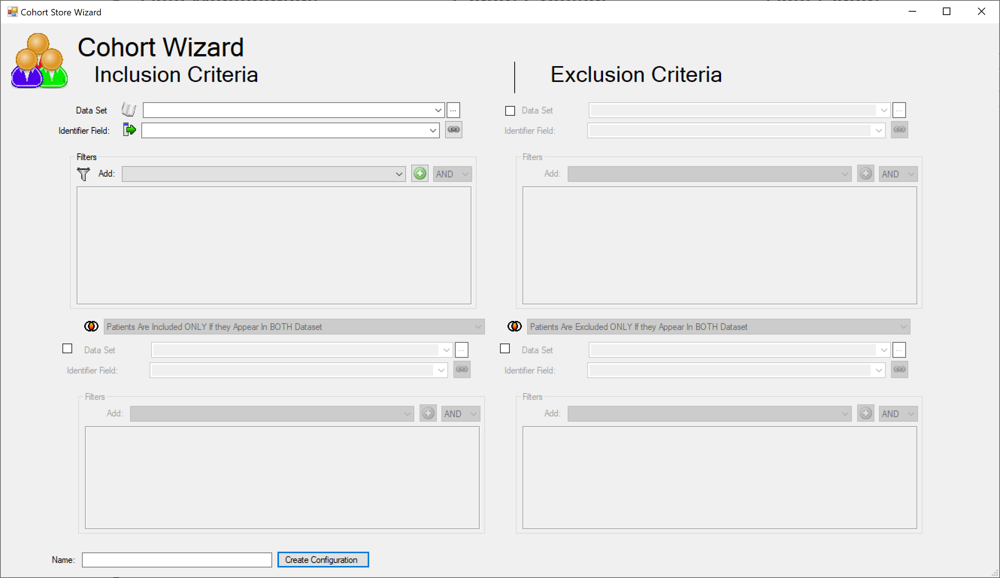 Cohort Store Wizard
Cohort Wizard
Inclusion Criteria
Exclusion Criteria
Data Set
...
Data Set
...
Identifier Field:
Identifier Field:
Filters
Filters
Add:
AND
Add:
AND
Patients Are Included ONLY If they Appear In BOTH Dataset
Patients Are Excluded ONLY If they Appear In BOTH Dataset
Data Set
...
Data Set
...
Identifier Field:
Identifier Field:
Filters
Filters
Add:
AND
Add:
AND
Name:
Create Configuration